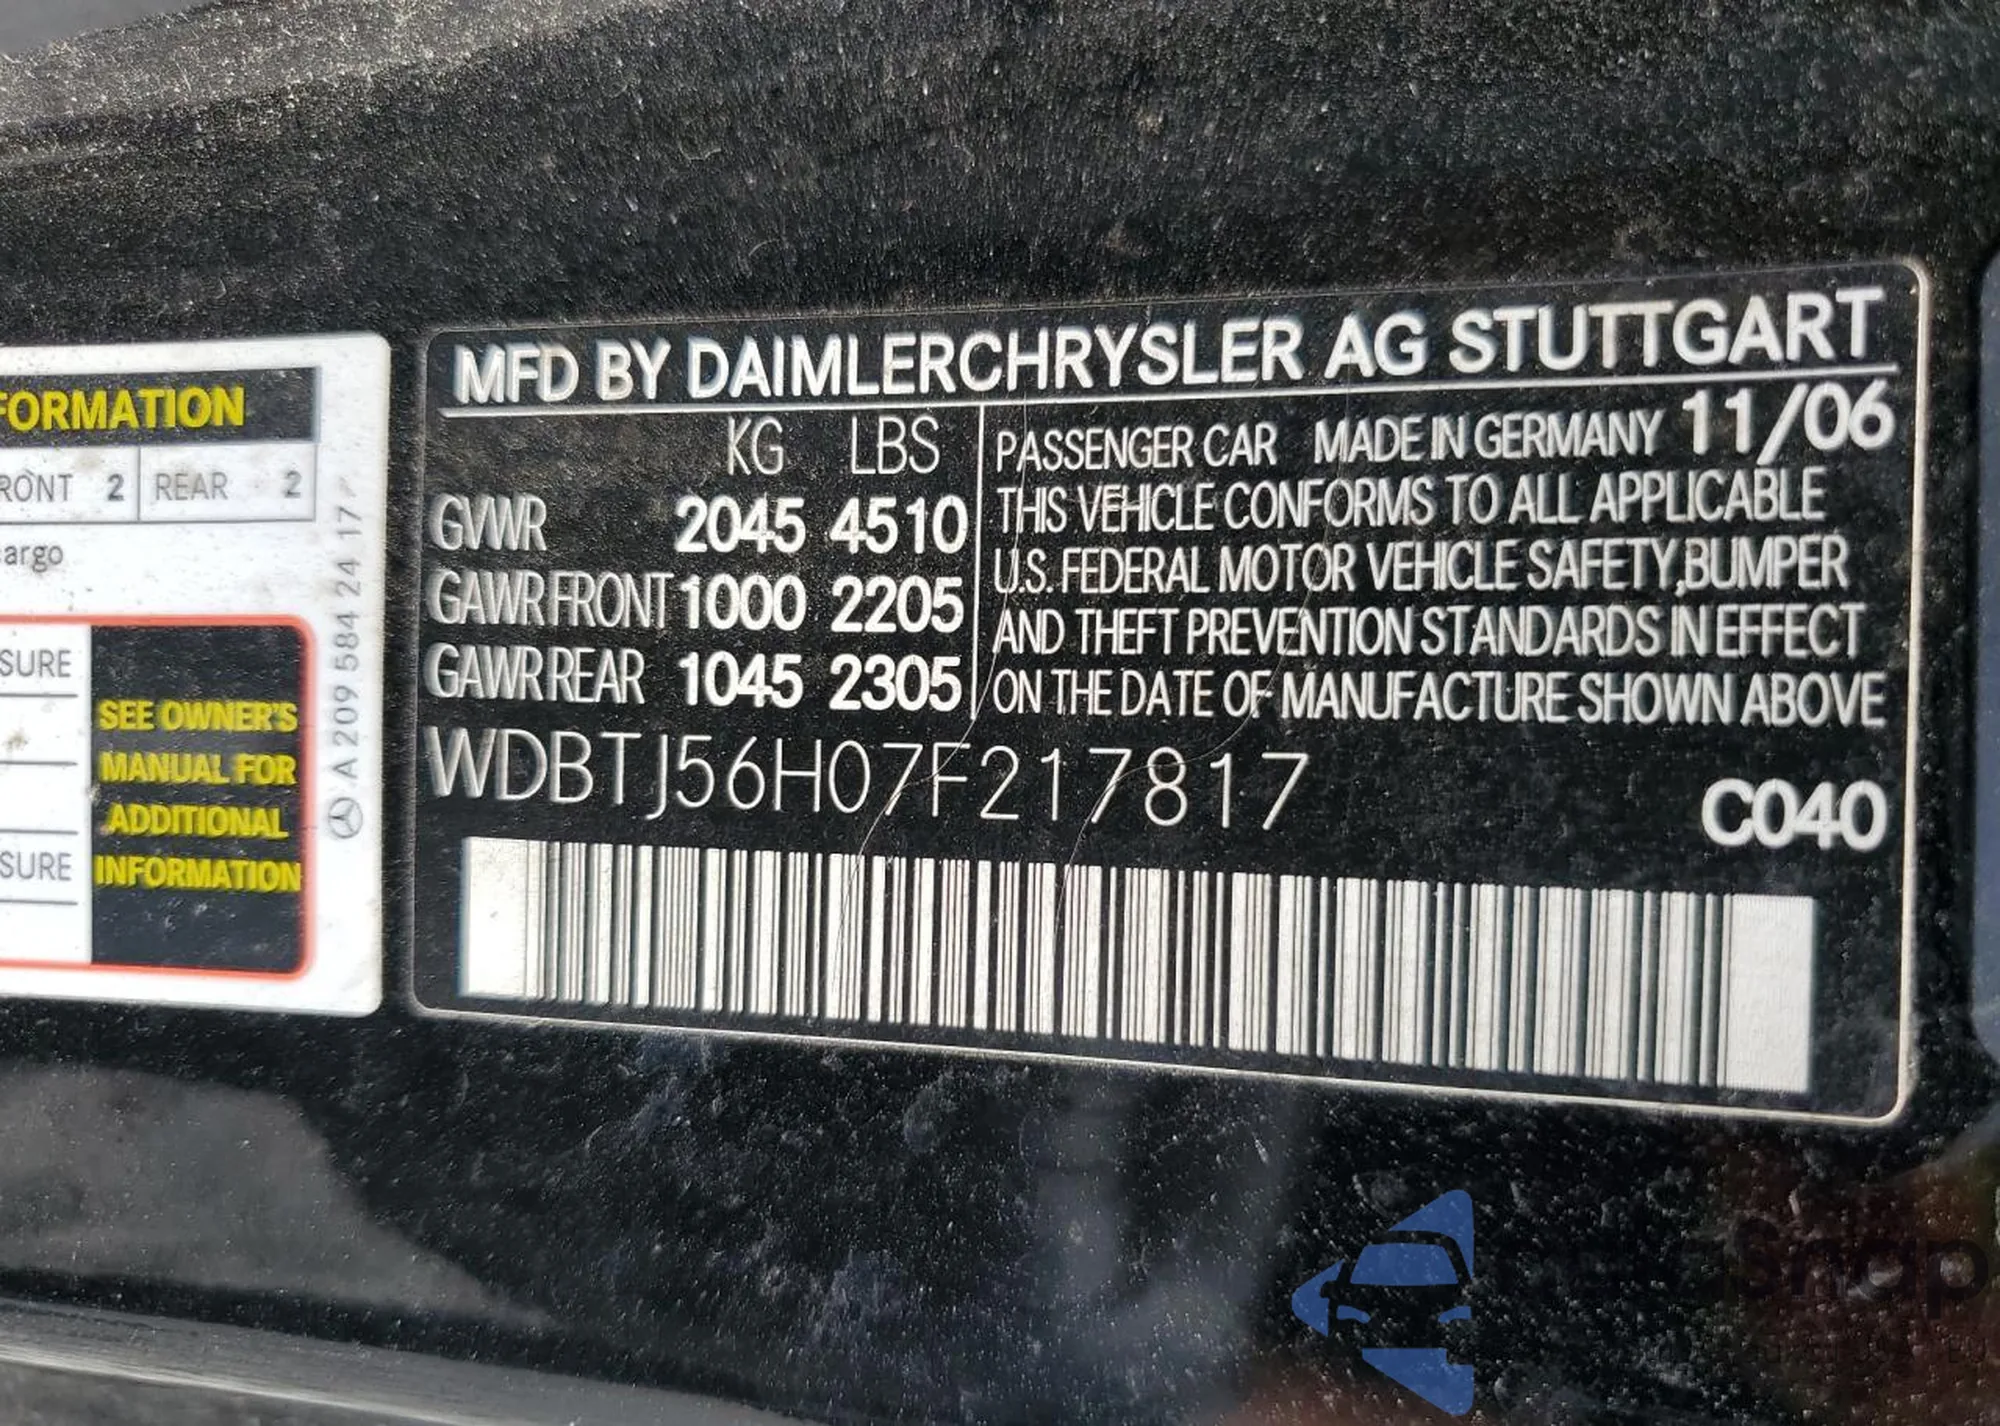 FORMATION
RONT 2 REAR 2
argo
SURE
SEE OWNER'S
MANUAL FOR
ADDITIONAL
INFORMATION
SURE
A 209 584 24 17
MFD BY DAIMLERCHRYSLER AG STUTTGART
KG LBS
GVWR 2045 4510
GAWR FRONT 1000 2205
GAWR REAR 1045 2305
PASSENGER CAR MADE IN GERMANY 11/06
THIS VEHICLE CONFORMS TO ALL APPLICABLE
U.S. FEDERAL MOTOR VEHICLE SAFETY,BUMPER
AND THEFT PREVENTION STANDARDS IN EFFECT
ON THE DATE OF MANUFACTURE SHOWN ABOVE
WDBTJ56H07F217817
C040